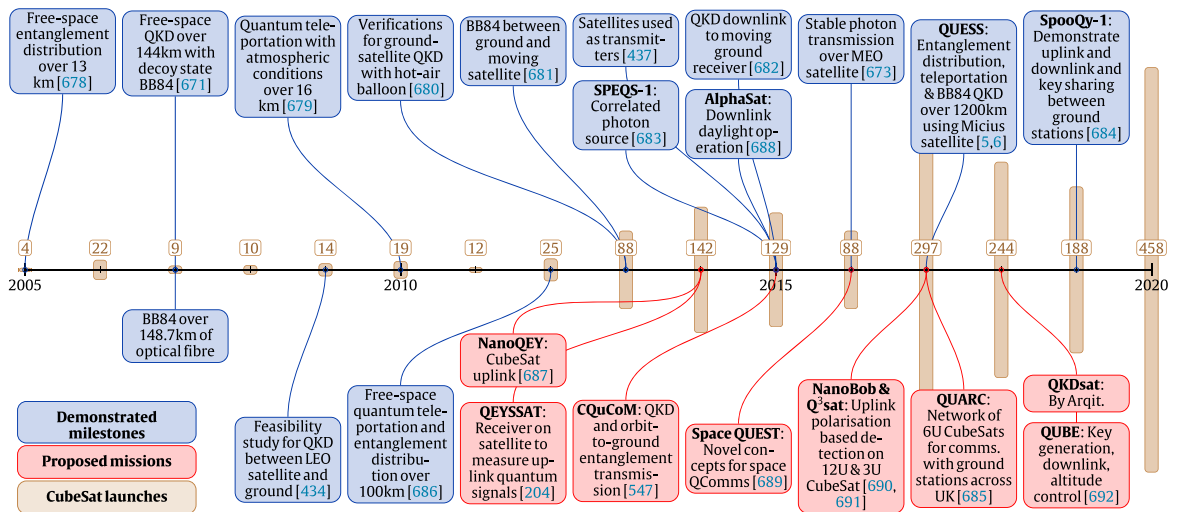 Free-space
entanglement
distribution
over 13
km [678]
Free-space
QKD over
144km with
decoy state
BB84 [671]
Quantum tele-
portation with
atmospheric
conditions
over 16
km [679]
Verifications
for ground-
satellite QKD
with hot-air
balloon [680]
BB84 between
ground and
moving
satellite [681]
Satellites used
as transmit-
ters [437]
SPEQS-1:
Correlated
photon
source [683]
QKD downlink
to moving
ground
receiver [682]
AlphaSat:
Downlink
daylight op-
eration [688]
Stable photon
transmission
over MEO
satellite [673]
QUESS:
Entanglement
distribution,
teleportation
& BB84 QKD
over 1200km
using Micius
satellite [5,6]
SpooQy-1:
Demonstrate
uplink and
downlink and
key sharing
between
ground
stations [684]
4 22 9 10 14 19 12 25 88 142 129 88 297 244 188 458
2005 2010 2015 2020
BB84 over
148.7km of
optical fibre
Feasibility
study for QKD
between LEO
satellite and
ground [434]
Free-space
quantum tele-
portation and
entanglement
distribu-
tion over
100km [686]
NanoQEY:
CubeSat
uplink [687]
QEYSSAT:
Receiver on
satellite to
measure up-
link quantum
signals [204]
CQuCoM: QKD
and orbit-
to-ground
entanglement
transmis-
sion [547]
Space QUEST:
Novel con-
cepts for space
QComms [689]
NanoBob &
Q³sat: Uplink
polarisation
based de-
tection on
12U & 3U
CubeSat [690,
691]
QUARC:
Network of
6U CubeSats
for comms.
with ground
stations across
UK [685]
QKDsat:
By Arqit.
QUBE: Key
generation,
downlink,
altitude
control [692]
Demonstrated
milestones
Proposed missions
CubeSat launches